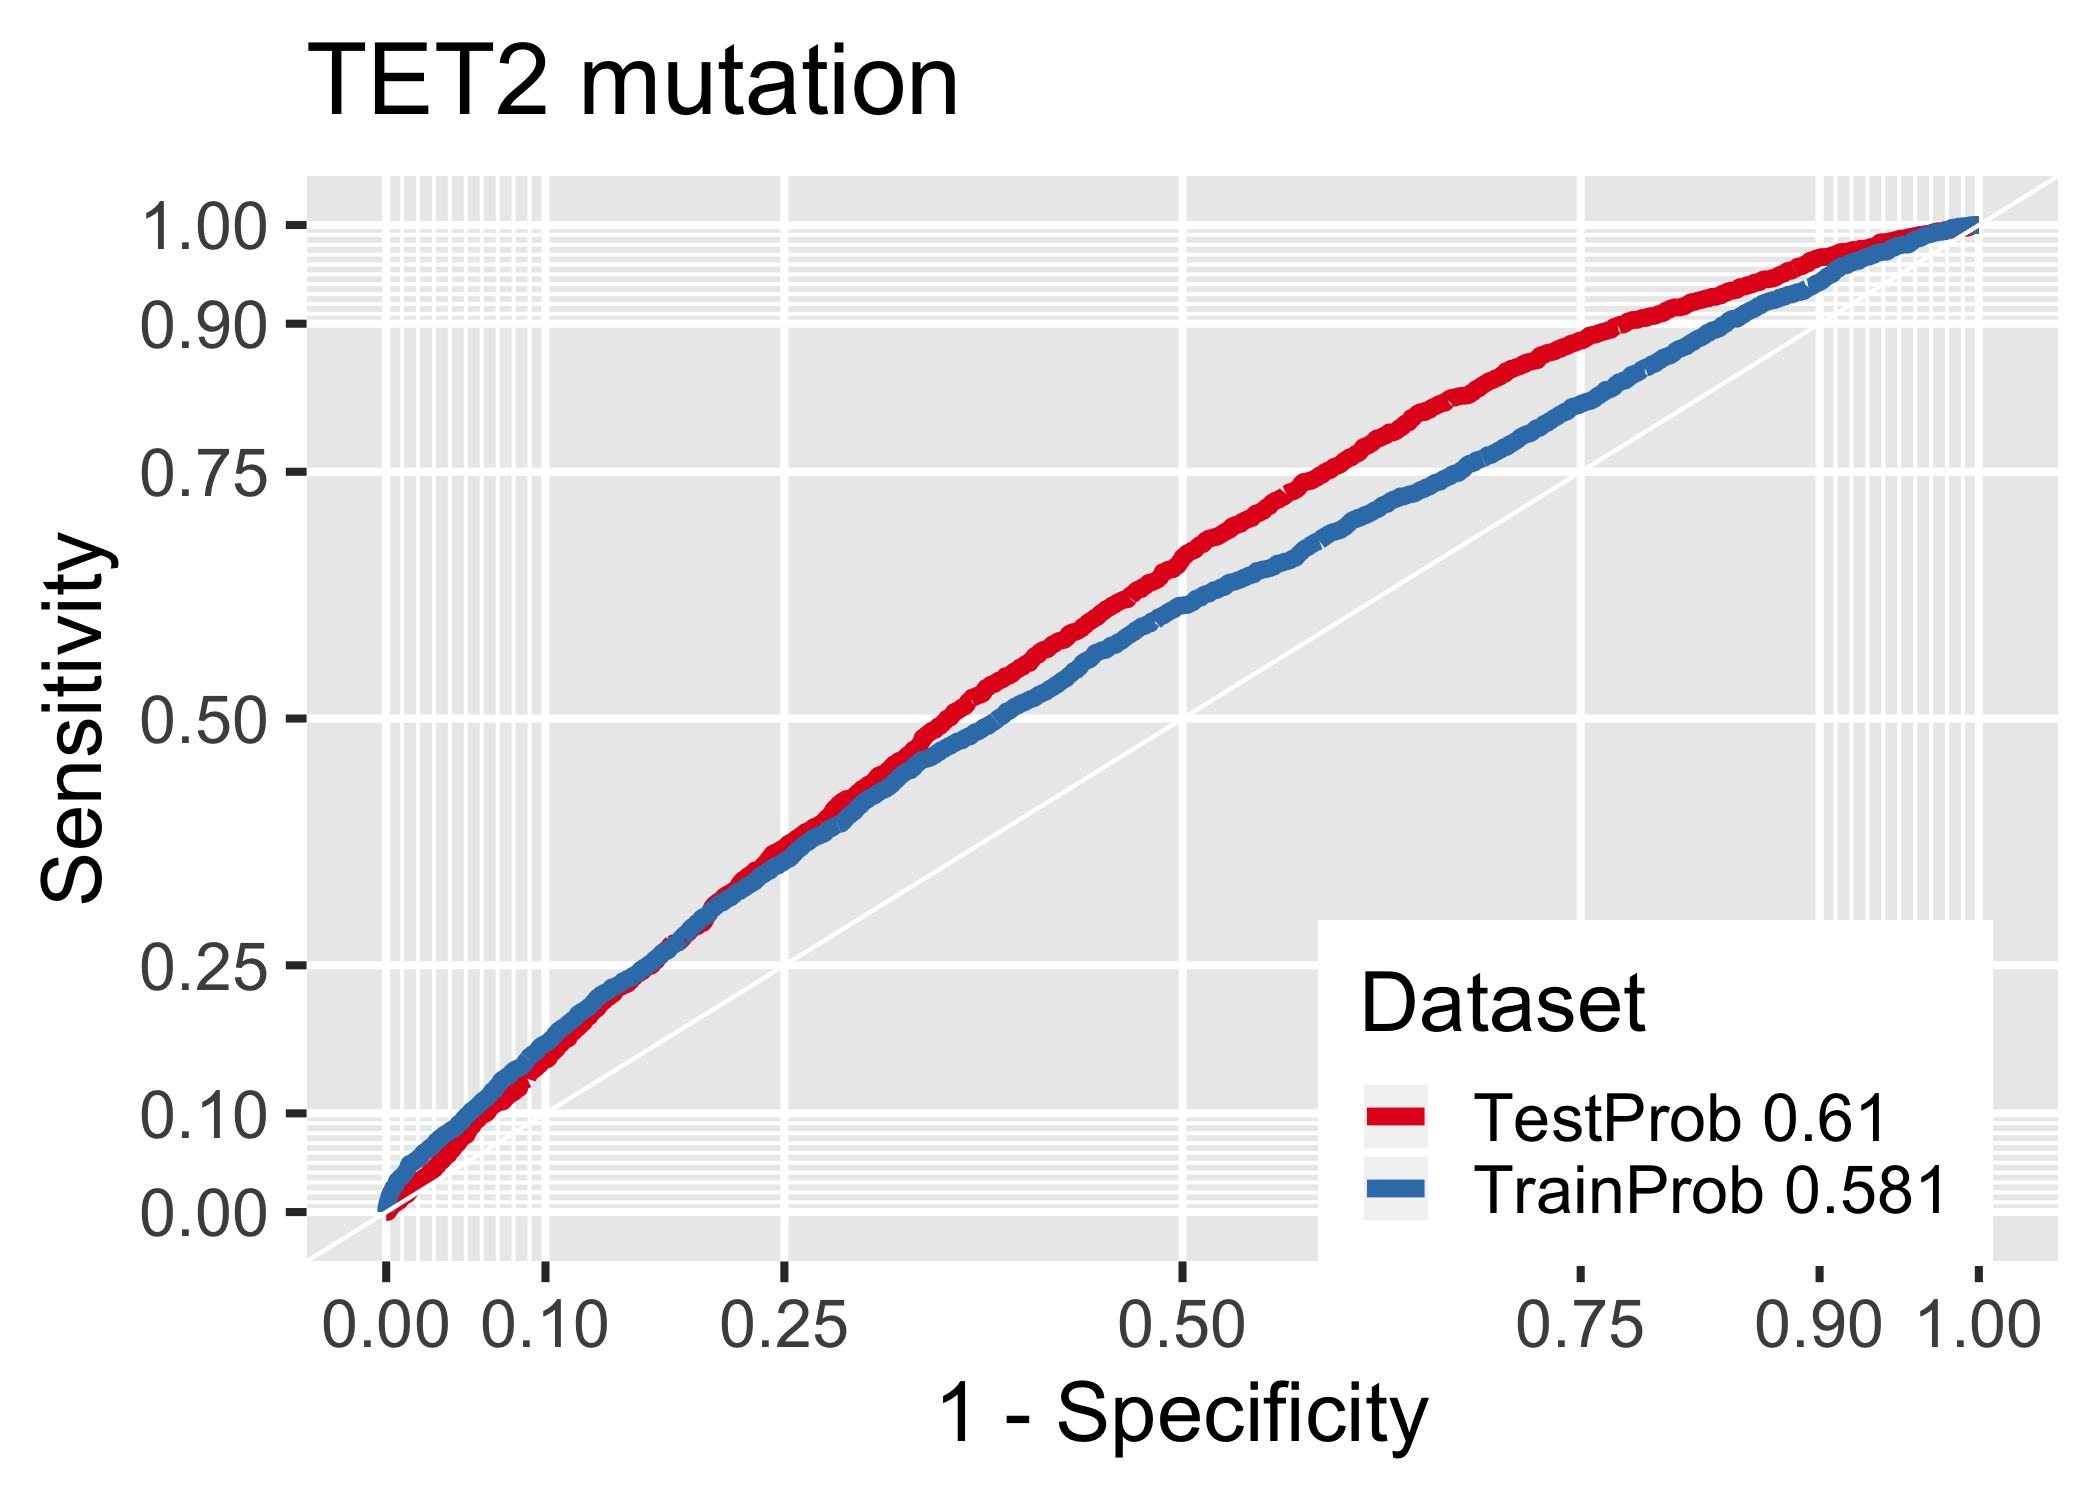 TET2 mutation
1.00
0.90
0.75
0.50
0.25
0.10
0.00
Sensitivity
Dataset
TestProb 0.61
TrainProb 0.581
0.00 0.10 0.25 0.50 0.75 0.90 1.00
1 - Specificity